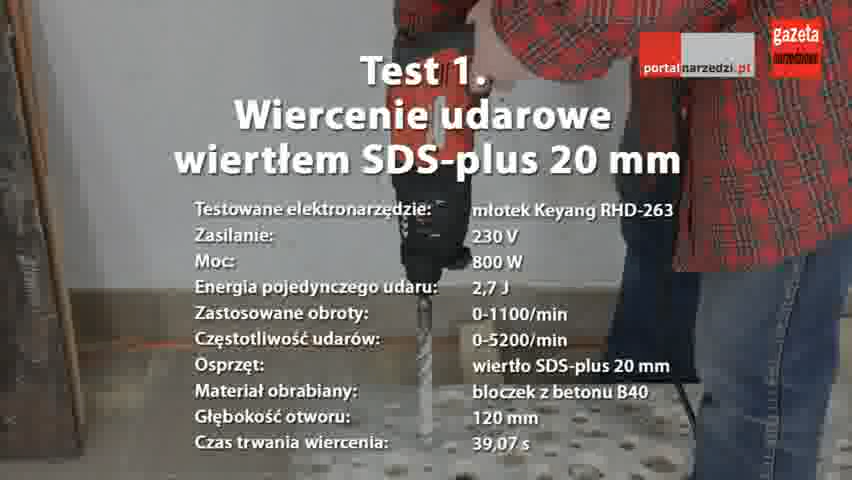 Test 1.
Wiercenie udarowe
wiertłem SDS-plus 20 mm
portalnarzedzi.pl
gazeta
narzędziowa
Testowane elektronarzędzie: młotek Keyang RHD-263
Zasilanie: 230 V
Moc: 800 W
Energia pojedynczego udaru: 2,7 J
Zastosowane obroty: 0-1100/min
Częstotliwość udarów: 0-5200/min
Osprzęt: wiertło SDS-plus 20 mm
Materiał obrabiany: bloczek z betonu B40
Głębokość otworu: 120 mm
Czas trwania wiercenia: 39,07 s